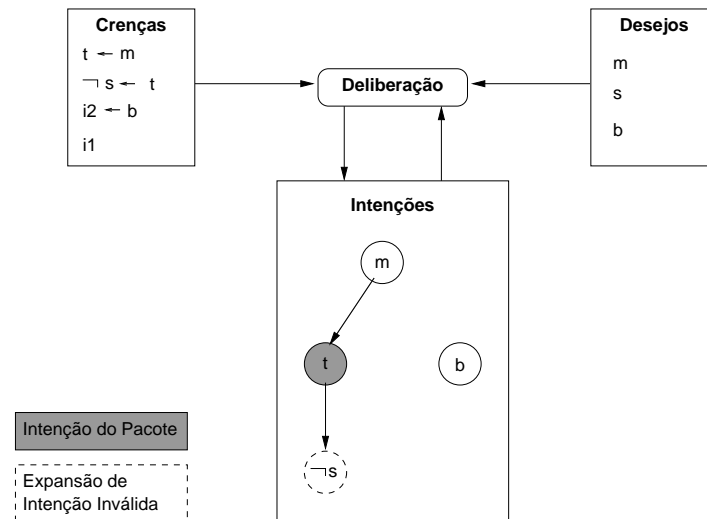 Crenças
t ← m
¬ s ← t
i2 ← b
i1
Deliberação
Desejos
m
s
b
Intenções
m
t
b
¬s
Intenção do Pacote
Expansão de
Intenção Inválida